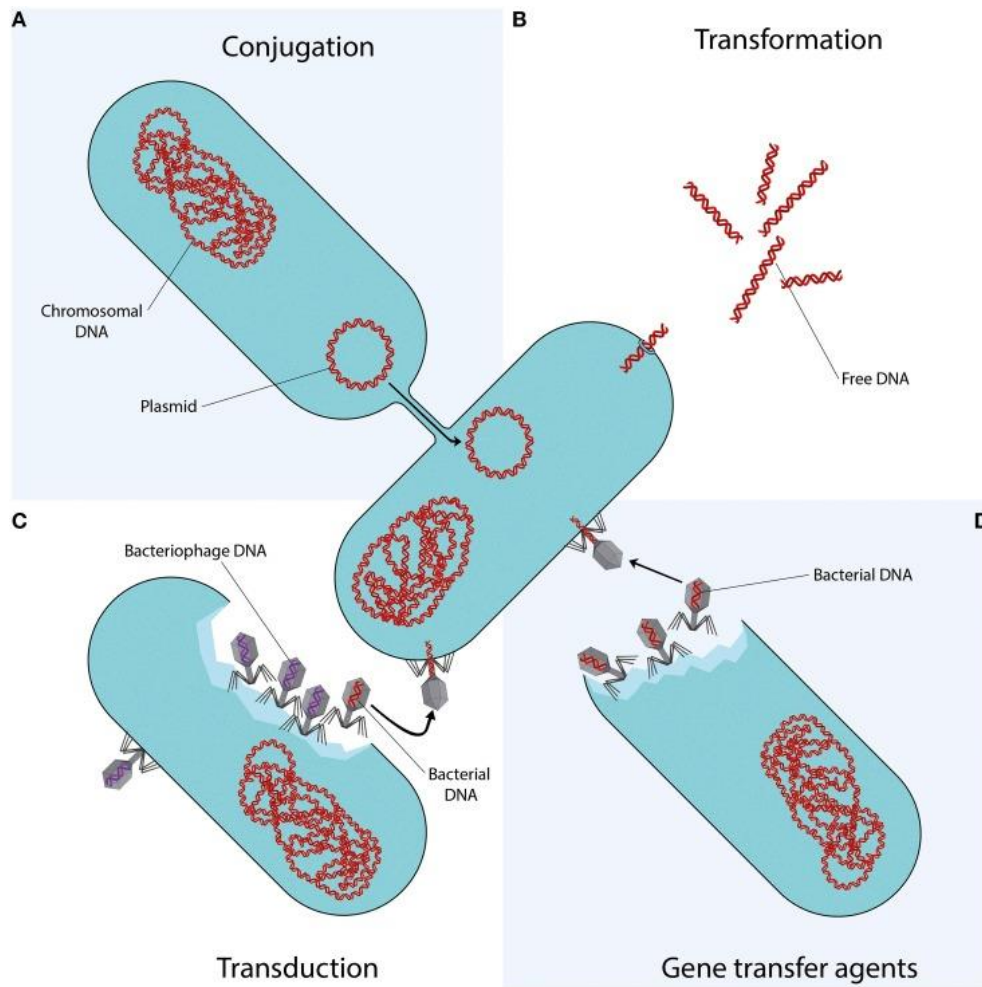 A
Conjugation
B
Transformation
Chromosomal
DNA
Plasmid
Free DNA
C
Bacteriophage DNA
Bacterial
DNA
Transduction
D
Bacterial DNA
Gene transfer agents